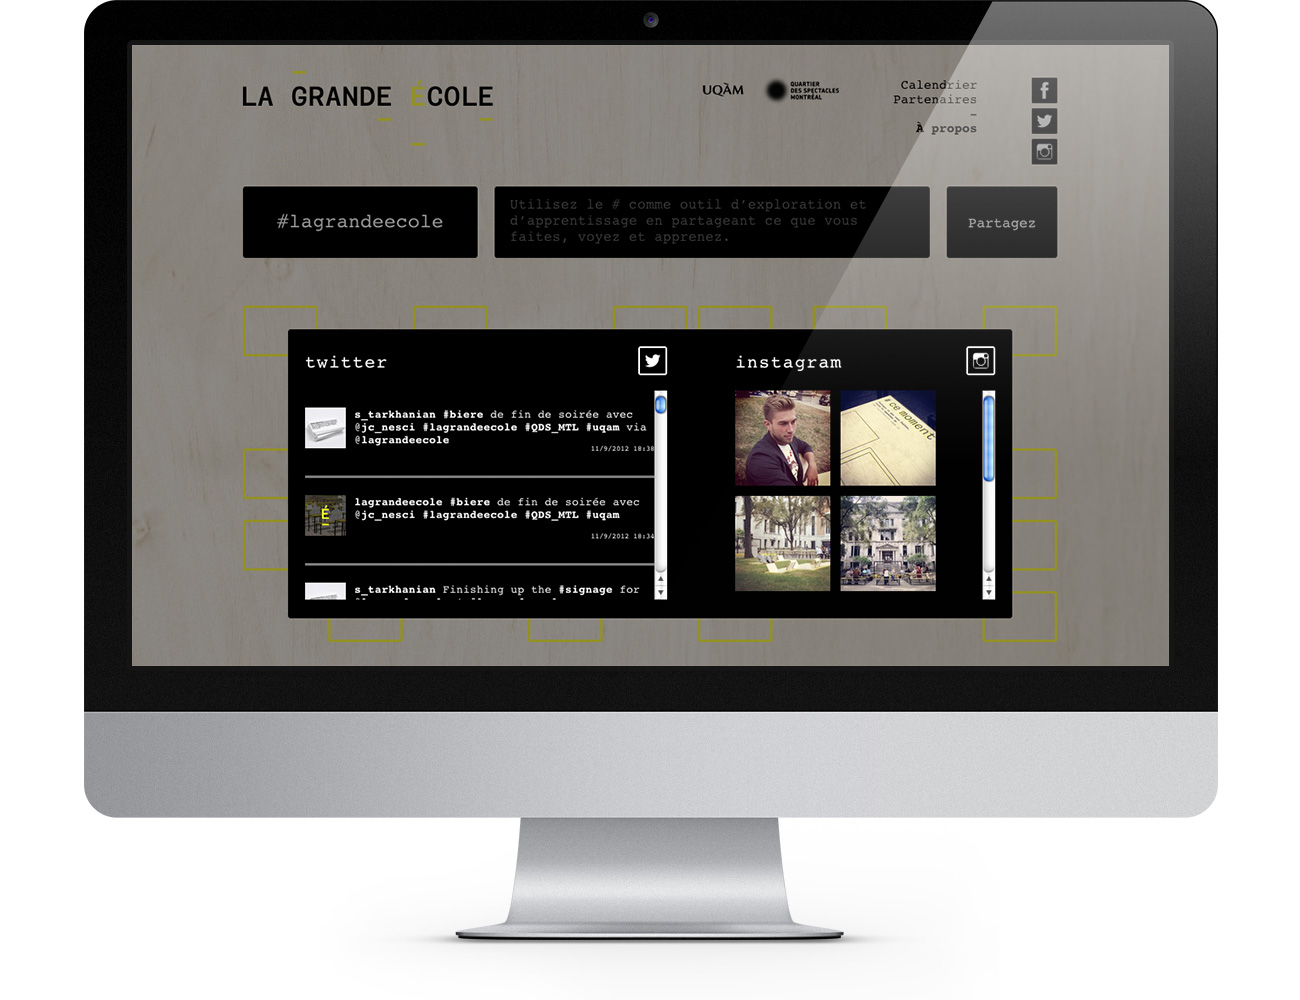 LA GRANDE ÉCOLE
UQÀM
QUARTIER
DES SPECTACLES
MONTRÉAL
Calendrier
Partenaires
–
À propos
#lagrandeecole
Utilisez le # comme outil d'exploration et
d'apprentissage en partageant ce que vous
faites, voyez et apprenez.
Partagez
twitter
s_tarkhanian #biere de fin de soirée avec
@jc_nesci #lagrandeecole #QDS_MTL #uqam via
@lagrandeecole
11/9/2012 18:38
lagrandeecole #biere de fin de soirée avec
@jc_nesci #lagrandeecole #QDS_MTL #uqam
11/9/2012 18:34
É
s_tarkhanian Finishing up the #signage for
instagram
#ce moment